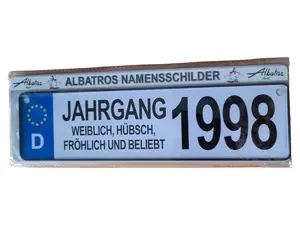 Albatros ALBATROS NAMENSSCHILDER Albatros
JAHRGANG 1998
WEIBLICH, HÜBSCH,
FRÖHLICH UND BELIEBT
D